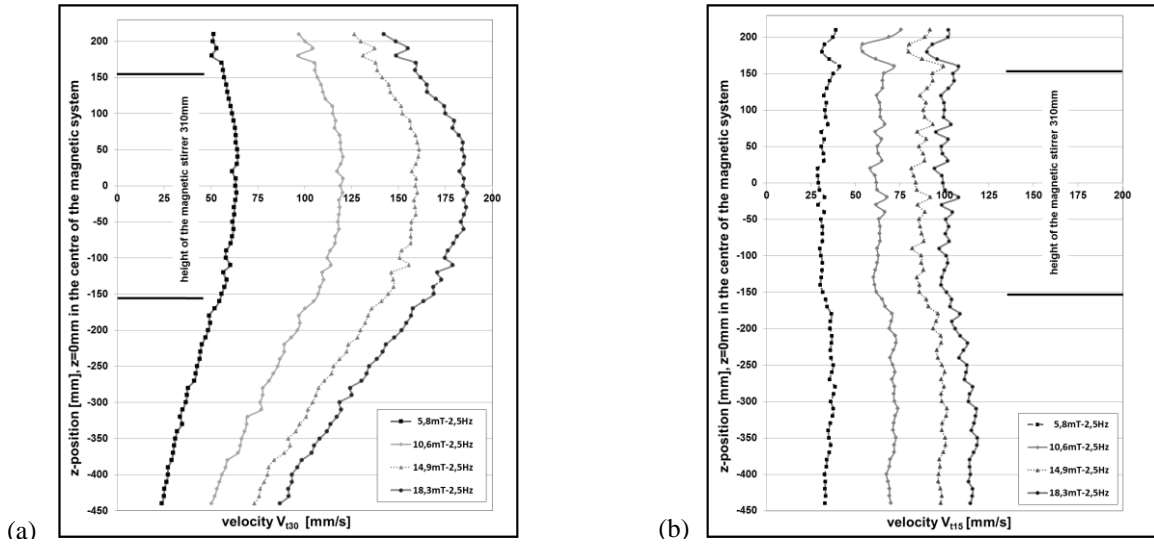 z-position [mm], z=0mm in the centre of the magnetic system
200
150
100
50
0
-50
-100
-150
-200
-250
-300
-350
-400
-450
0 25 50 75 100 125 150 175 200
height of the magnetic stirrer 310mm
5,8mT-2,5Hz
10,6mT-2,5Hz
14,9mT-2,5Hz
18,3mT-2,5Hz
velocity Vt30 [mm/s]
(a)
z-position [mm], z=0mm in the centre of the magnetic system
200
150
100
50
0
-50
-100
-150
-200
-250
-300
-350
-400
-450
0 25 50 75 100 125 150 175 200
height of the magnetic stirrer 310mm
5,8mT-2,5Hz
10,6mT-2,5Hz
14,9mT-2,5Hz
18,3mT-2,5Hz
velocity Vt15 [mm/s]
(b)